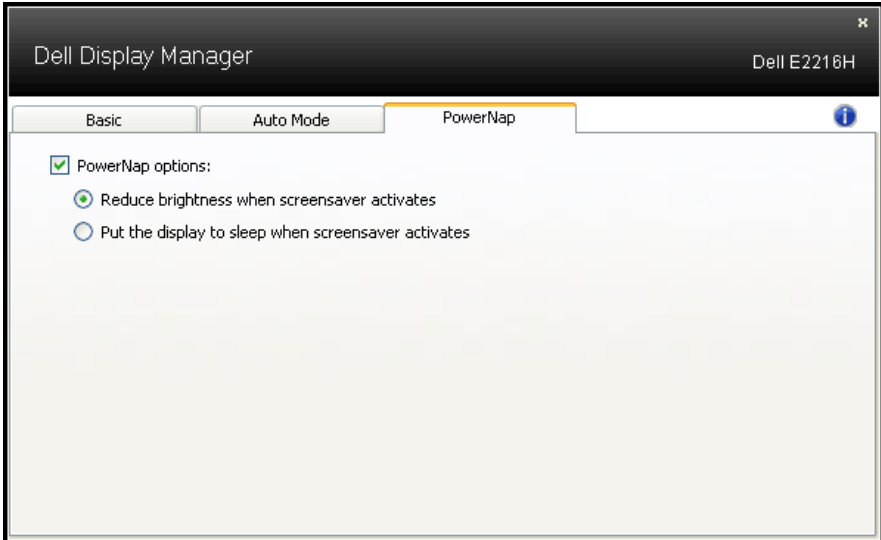 Dell Display Manager
Dell E2216H
Basic
Auto Mode
PowerNap
PowerNap options:
Reduce brightness when screensaver activates
Put the display to sleep when screensaver activates